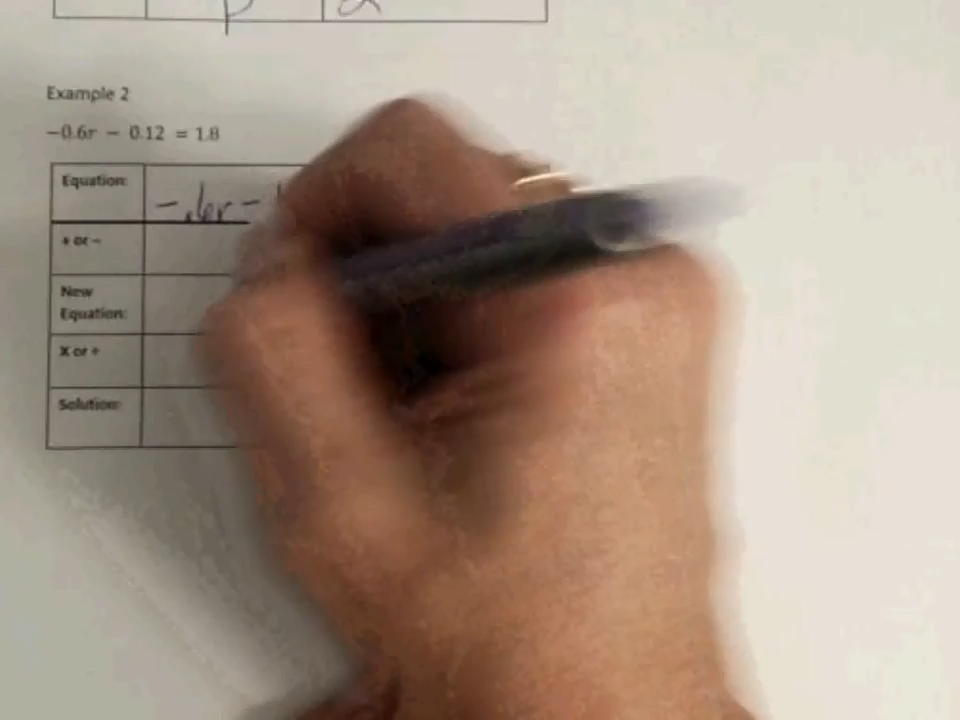 Example 2
−0.6r − 0.12 = 1.8
Equation:
-.6r -
+ or −
New
Equation:
X or ÷
Solution: